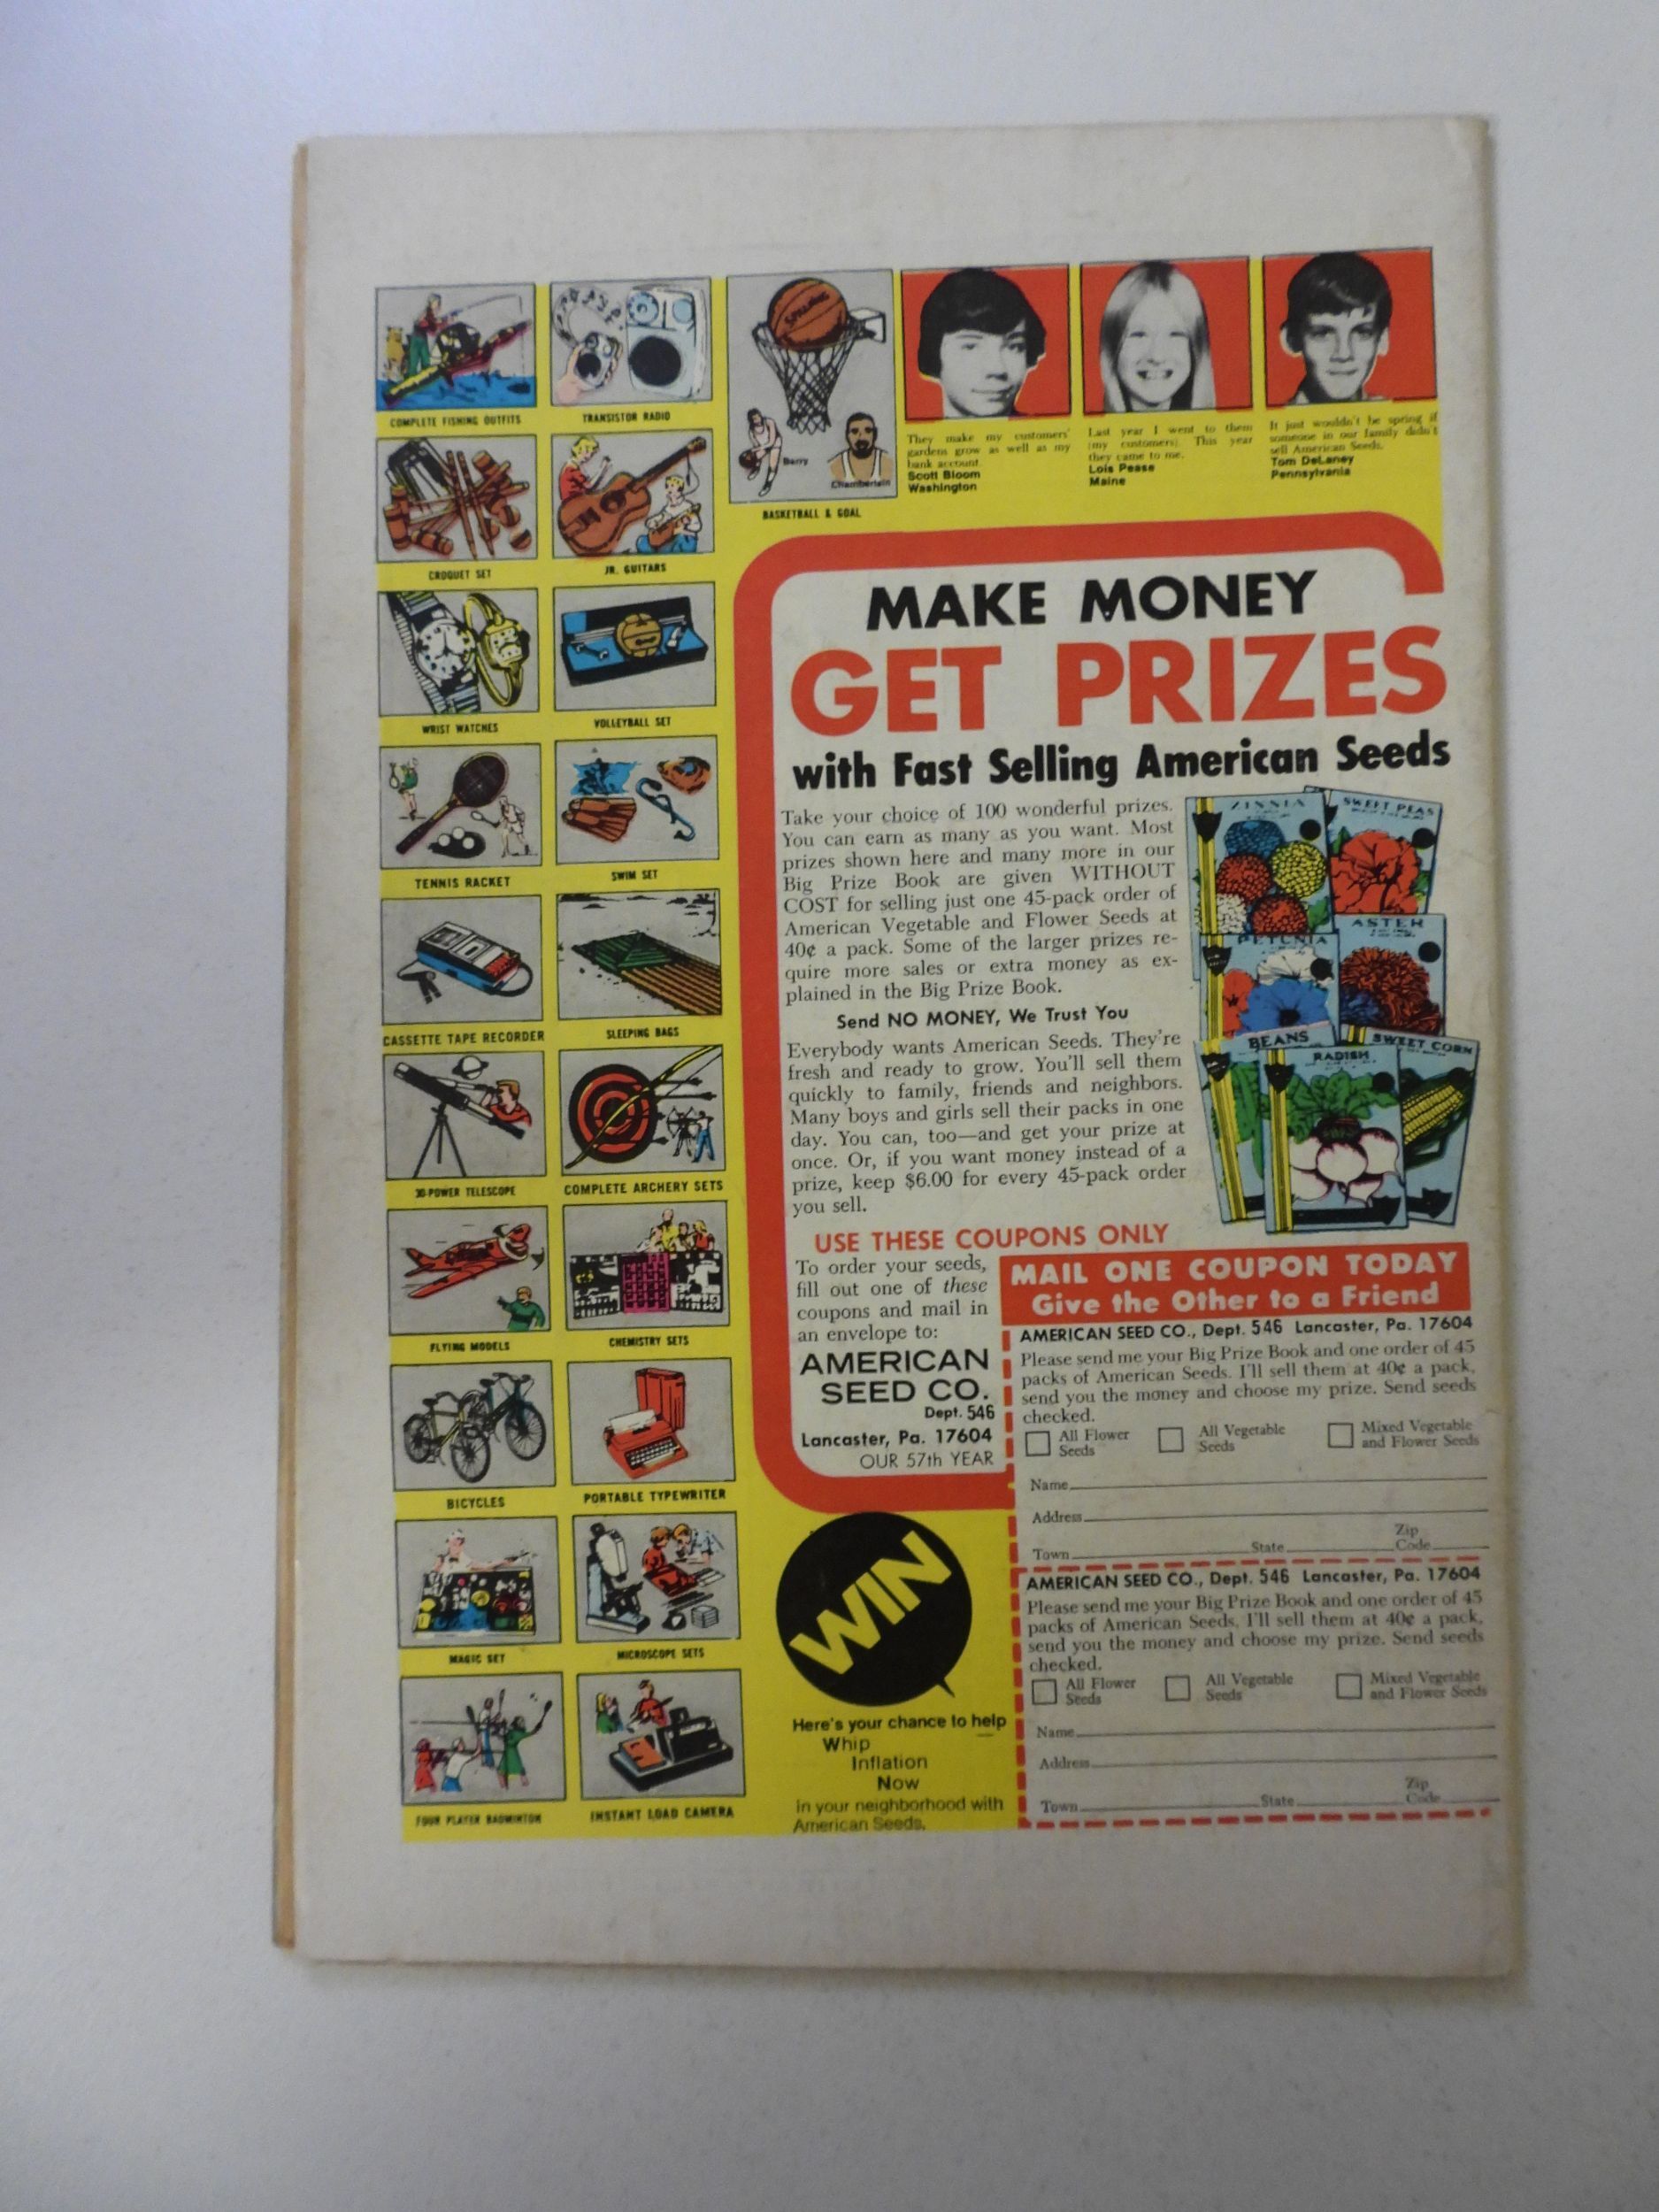 COMPLETE FISHING OUTFITS
TRANSISTOR RADIO
SPALDING
Barry
Chamberlain
BASKETBALL & GOAL
They make my customers'
gardens grow as well as my
bank account.
Scott Bloom
Washington
Last year I went to them
(my customers). This year
they came to me.
Lois Pease
Maine
It just wouldn't be spring if
someone in our family didn't
sell American Seeds.
Tom DeLaney
Pennsylvania
CROQUET SET
JR. GUITARS
WRIST WATCHES
VOLLEYBALL SET
TENNIS RACKET
SWIM SET
CASSETTE TAPE RECORDER
SLEEPING BAGS
30-POWER TELESCOPE
COMPLETE ARCHERY SETS
FLYING MODELS
CHEMISTRY SETS
BICYCLES
PORTABLE TYPEWRITER
MAGIC SET
MICROSCOPE SETS
FOUR PLAYER BADMINTON
INSTANT LOAD CAMERA
MAKE MONEY
GET PRIZES
with Fast Selling American Seeds
Take your choice of 100 wonderful prizes.
You can earn as many as you want. Most
prizes shown here and many more in our
Big Prize Book are given WITHOUT
COST for selling just one 45-pack order of
American Vegetable and Flower Seeds at
40¢ a pack. Some of the larger prizes re-
quire more sales or extra money as ex-
plained in the Big Prize Book.
Send NO MONEY, We Trust You
Everybody wants American Seeds. They're
fresh and ready to grow. You'll sell them
quickly to family, friends and neighbors.
Many boys and girls sell their packs in one
day. You can, too—and get your prize at
once. Or, if you want money instead of a
prize, keep $6.00 for every 45-pack order
you sell.
ZINNIA
SWEET PEAS
PETUNIA
ASTER
BEANS
RADISH
SWEET CORN
USE THESE COUPONS ONLY
To order your seeds,
fill out one of these
coupons and mail in
an envelope to:
AMERICAN
SEED CO.
Dept. 546
Lancaster, Pa. 17604
OUR 57th YEAR
MAIL ONE COUPON TODAY
Give the Other to a Friend
AMERICAN SEED CO., Dept. 546 Lancaster, Pa. 17604
Please send me your Big Prize Book and one order of 45
packs of American Seeds. I'll sell them at 40¢ a pack,
send you the money and choose my prize. Send seeds
checked.
All Flower Seeds
All Vegetable Seeds
Mixed Vegetable and Flower Seeds
Name
Address
Town State Zip Code
AMERICAN SEED CO., Dept. 546 Lancaster, Pa. 17604
Please send me your Big Prize Book and one order of 45
packs of American Seeds. I'll sell them at 40¢ a pack,
send you the money and choose my prize. Send seeds
checked.
All Flower Seeds
All Vegetable Seeds
Mixed Vegetable and Flower Seeds
Name
Address
Town State Zip Code
WIN
Here's your chance to help
Whip
Inflation
Now
in your neighborhood with
American Seeds.